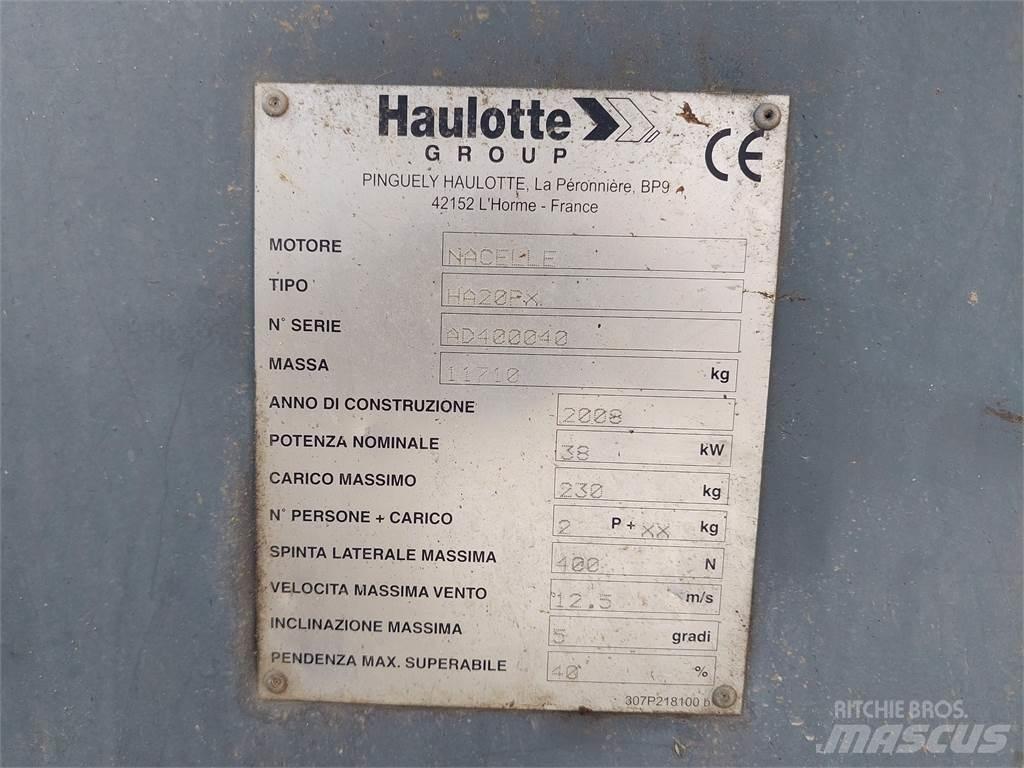 Haulotte
GROUP
CE
PINGUELY HAULOTTE, La Péronnière, BP9
42152 L'Horme - France
MOTORE NACELLE
TIPO HA20PX
N° SERIE AD400040
MASSA 11710 kg
ANNO DI CONSTRUZIONE 2008
POTENZA NOMINALE 38 kW
CARICO MASSIMO 230 kg
N° PERSONE + CARICO 2 P + XX kg
SPINTA LATERALE MASSIMA 400 N
VELOCITA MASSIMA VENTO 12.5 m/s
INCLINAZIONE MASSIMA 5 gradi
PENDENZA MAX. SUPERABILE 40 %
307P218100 b
RITCHIE BROS.
MASCUS